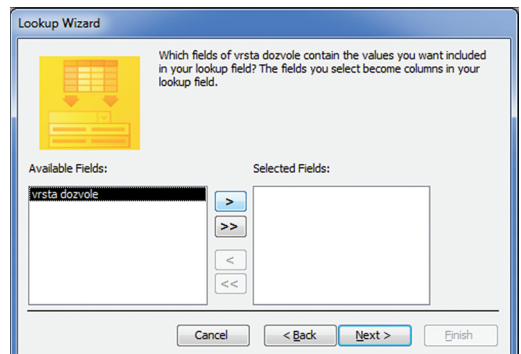 Lookup Wizard
Which fields of vrsta dozvole contain the values you want included
in your lookup field? The fields you select become columns in your
lookup field.
Available Fields:
Selected Fields:
vrsta dozvole
>
>>
<
<<
Cancel
< Back
Next >
Finish